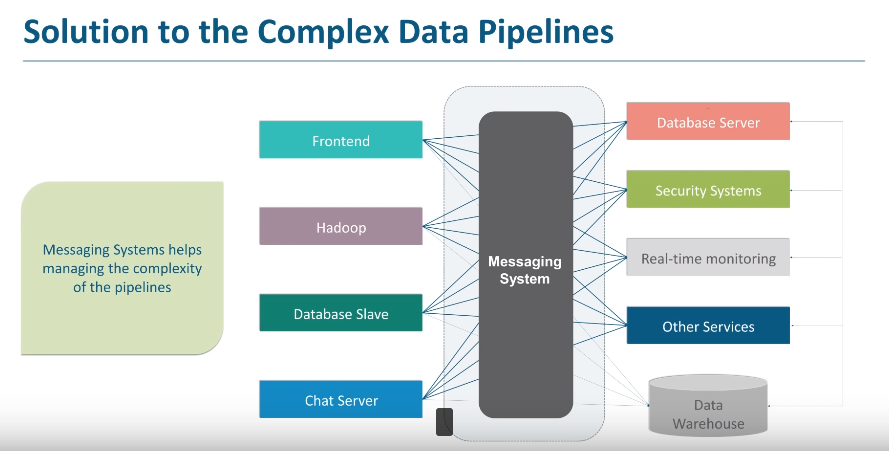 Solution to the Complex Data Pipelines
Frontend
Hadoop
Database Slave
Chat Server
Messaging Systems helps
managing the complexity
of the pipelines
Messaging
System
Database Server
Security Systems
Real-time monitoring
Other Services
Data
Warehouse